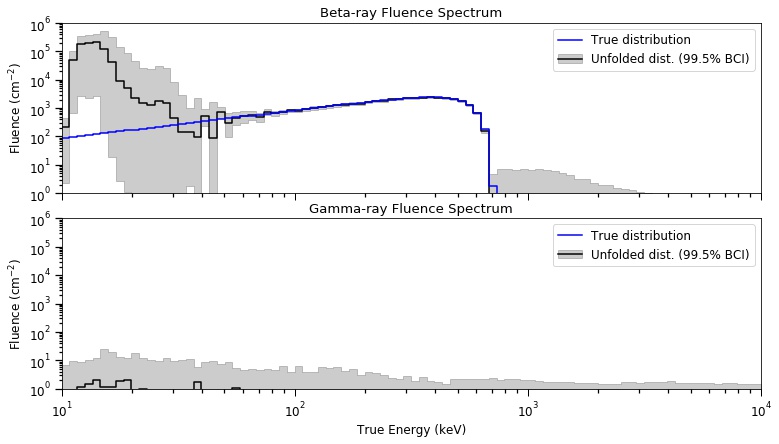 Beta-ray Fluence Spectrum
Fluence (cm⁻²)
10⁶
10⁵
10⁴
10³
10²
10¹
10⁰
True distribution
Unfolded dist. (99.5% BCI)
Gamma-ray Fluence Spectrum
Fluence (cm⁻²)
10⁶
10⁵
10⁴
10³
10²
10¹
10⁰
True distribution
Unfolded dist. (99.5% BCI)
10¹ 10² 10³ 10⁴
True Energy (keV)